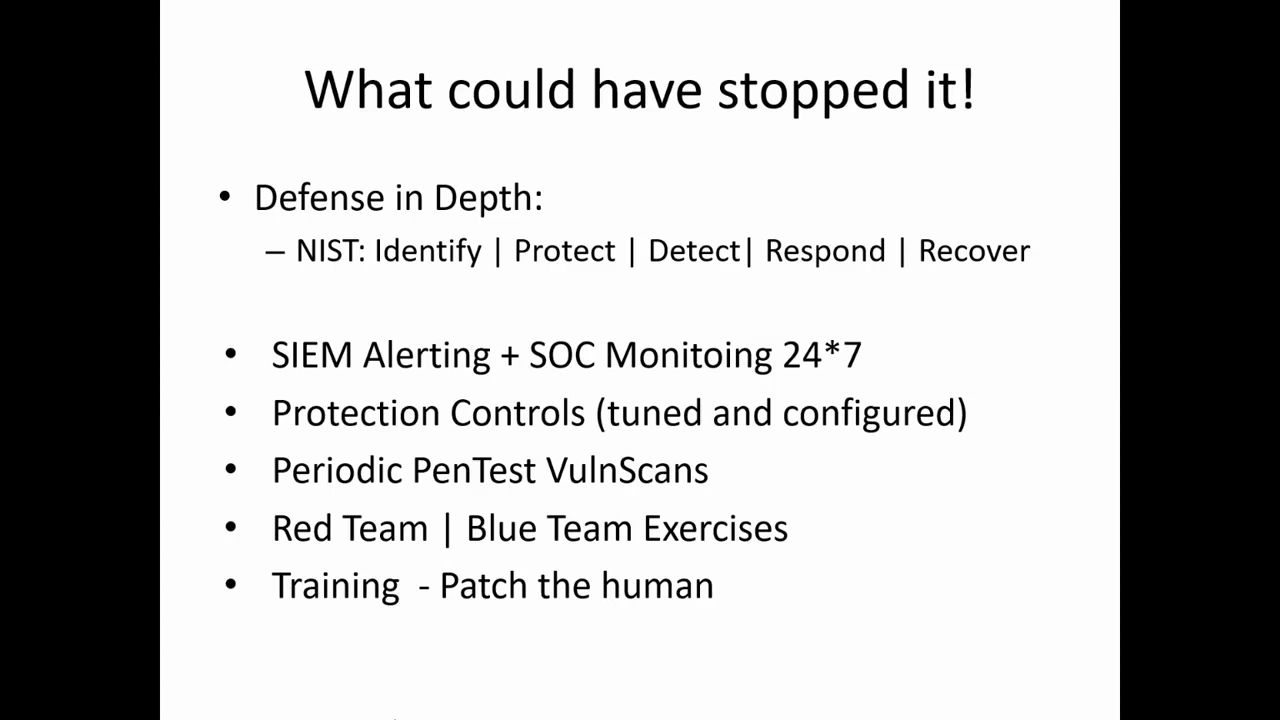 What could have stopped it!
• Defense in Depth:
– NIST: Identify | Protect | Detect| Respond | Recover
• SIEM Alerting + SOC Monitoing 24*7
• Protection Controls (tuned and configured)
• Periodic PenTest VulnScans
• Red Team | Blue Team Exercises
• Training - Patch the human